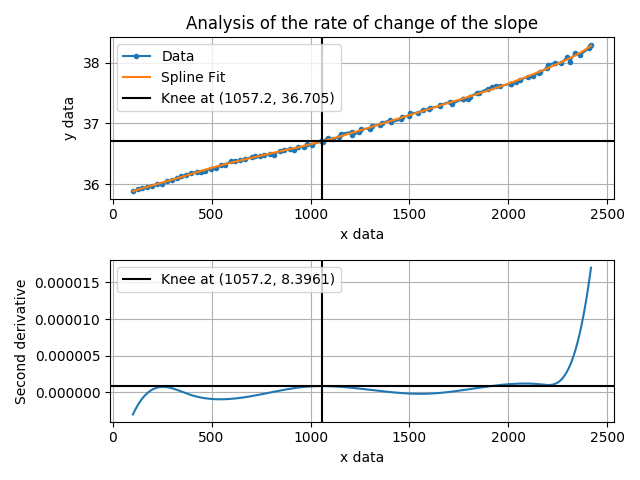 Analysis of the rate of change of the slope
Data
Spline Fit
Knee at (1057.2, 36.705)
y data
38
37
36
0
500
1000
1500
2000
2500
x data
Knee at (1057.2, 8.3961)
Second derivative
0.000015
0.000010
0.000005
0.000000
0
500
1000
1500
2000
2500
x data